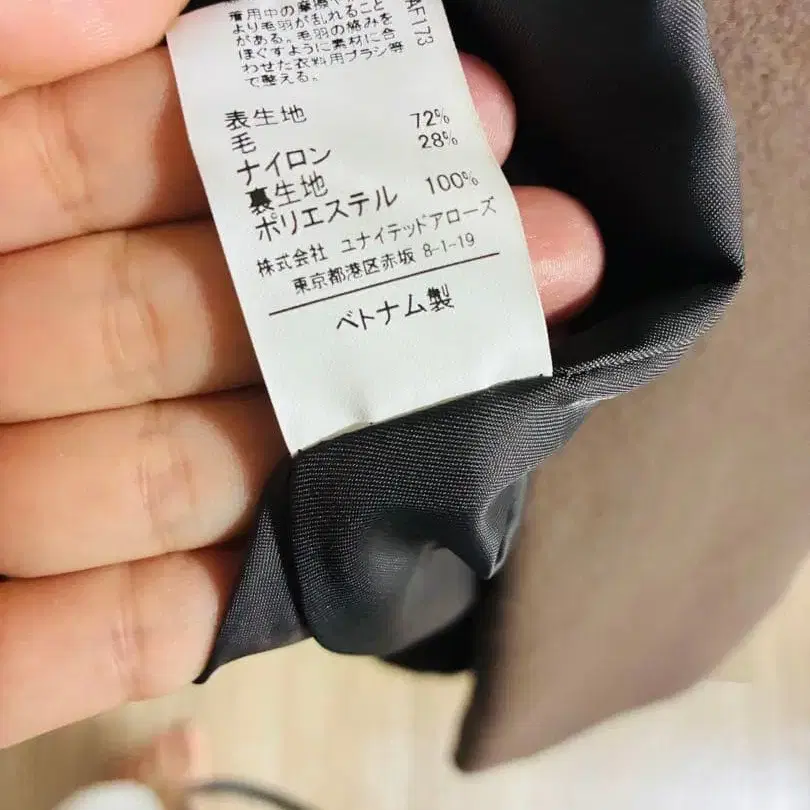 着用中の摩擦
より毛羽が乱れること
がある。毛羽の絡みを
ほぐすように素材に合
わせた衣料用ブラシ等
で整える。
AF173
表生地
毛 72%
ナイロン 28%
裏生地
ポリエステル 100%
株式会社 ユナイテッドアローズ
東京都港区赤坂 8-1-19
ベトナム製